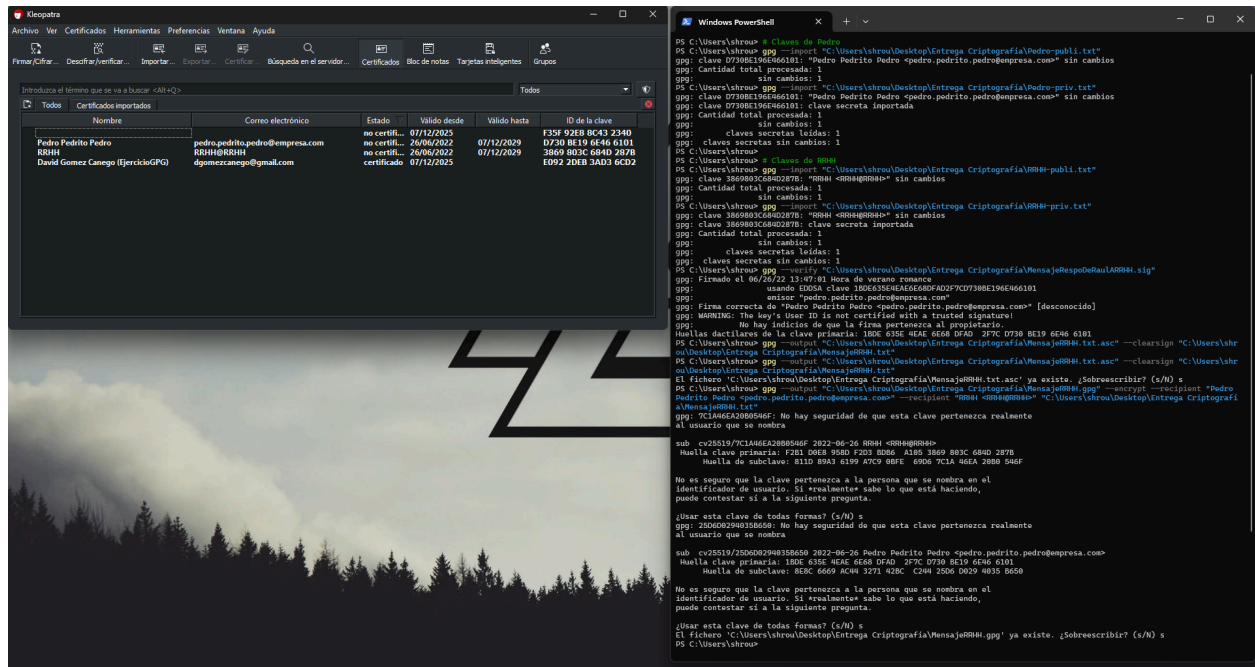 Kleopatra
Archivo Ver Certificados Herramientas Preferencias Ventana Ayuda
Firmar/Cifrar... Descifrar/verificar... Importar... Exportar... Certificar... Búsqueda en el servidor... Certificados Bloc de notas Tarjetas inteligentes Grupos
Introduzca el término que se va a buscar <Alt+Q> Todos
Todos Certificados importados
Nombre Correo electrónico Estado Válido desde Válido hasta ID de la clave
no certifi... 07/12/2025 F35F 92E8 8C43 2340
Pedro Pedrito Pedro pedro.pedrito.pedro@empresa.com no certifi... 26/06/2022 07/12/2029 D730 BE19 6E46 6101
RRHH RRHH@RRHH no certifi... 26/06/2022 07/12/2029 3869 803C 684D 287B
David Gomez Canego (EjercicioGPG) dgomezcanego@gmail.com certificado 07/12/2025 E092 2DEB 3AD3 6CD2
Windows PowerShell
PS C:\Users\shrou> # Claves de Pedro
PS C:\Users\shrou> gpg --import "C:\Users\shrou\Desktop\Entrega Criptografía\Pedro-publi.txt"
gpg: clave D730BE196E466101: "Pedro Pedrito Pedro <pedro.pedrito.pedro@empresa.com>" sin cambios
gpg: Cantidad total procesada: 1
gpg: sin cambios: 1
PS C:\Users\shrou> gpg --import "C:\Users\shrou\Desktop\Entrega Criptografía\Pedro-priv.txt"
gpg: clave D730BE196E466101: "Pedro Pedrito Pedro <pedro.pedrito.pedro@empresa.com>" sin cambios
gpg: clave D730BE196E466101: clave secreta importada
gpg: Cantidad total procesada: 1
gpg: sin cambios: 1
gpg: claves secretas leídas: 1
gpg: claves secretas sin cambios: 1
PS C:\Users\shrou>
PS C:\Users\shrou> # Claves de RRHH
PS C:\Users\shrou> gpg --import "C:\Users\shrou\Desktop\Entrega Criptografía\RRHH-publi.txt"
gpg: clave 3869803C684D287B: "RRHH <RRHH@RRHH>" sin cambios
gpg: Cantidad total procesada: 1
gpg: sin cambios: 1
PS C:\Users\shrou> gpg --import "C:\Users\shrou\Desktop\Entrega Criptografía\RRHH-priv.txt"
gpg: clave 3869803C684D287B: "RRHH <RRHH@RRHH>" sin cambios
gpg: clave 3869803C684D287B: clave secreta importada
gpg: Cantidad total procesada: 1
gpg: sin cambios: 1
gpg: claves secretas leídas: 1
gpg: claves secretas sin cambios: 1
PS C:\Users\shrou> gpg --verify "C:\Users\shrou\Desktop\Entrega Criptografía\MensajeRespoDeRaulARRHH.sig"
gpg: Firmado el 06/26/22 13:47:01 Hora de verano romance
gpg: usando EDDSA clave 1BDE635E4EAE6E68DFAD2F7CD730BE196E466101
gpg: emisor "pedro.pedrito.pedro@empresa.com"
gpg: Firma correcta de "Pedro Pedrito Pedro <pedro.pedrito.pedro@empresa.com>" [desconocido]
gpg: WARNING: The key's User ID is not certified with a trusted signature!
gpg: No hay indicios de que la firma pertenezca al propietario.
Huellas dactilares de la clave primaria: 1BDE 635E 4EAE 6E68 DFAD 2F7C D730 BE19 6E46 6101
PS C:\Users\shrou> gpg --output "C:\Users\shrou\Desktop\Entrega Criptografía\MensajeRRHH.txt.asc" --clearsign "C:\Users\shr
ou\Desktop\Entrega Criptografía\MensajeRRHH.txt"
PS C:\Users\shrou> gpg --output "C:\Users\shrou\Desktop\Entrega Criptografía\MensajeRRHH.txt.asc" --clearsign "C:\Users\shr
ou\Desktop\Entrega Criptografía\MensajeRRHH.txt"
El fichero 'C:\Users\shrou\Desktop\Entrega Criptografía\MensajeRRHH.txt.asc' ya existe. ¿Sobreescribir? (s/N) s
PS C:\Users\shrou> gpg --output "C:\Users\shrou\Desktop\Entrega Criptografía\MensajeRRHH.gpg" --encrypt --recipient "Pedro
Pedrito Pedro <pedro.pedrito.pedro@empresa.com>" --recipient "RRHH <RRHH@RRHH>" "C:\Users\shrou\Desktop\Entrega Criptografí
a\MensajeRRHH.txt"
gpg: 7C1A46EA20B0546F: No hay seguridad de que esta clave pertenezca realmente
al usuario que se nombra
sub cv25519/7C1A46EA20B0546F 2022-06-26 RRHH <RRHH@RRHH>
Huella clave primaria: F2B1 D0E8 958D F2D3 BDB6 A105 3869 803C 684D 287B
Huella de subclave: 811D 89A3 6199 A7C9 0BFE 69D6 7C1A 46EA 20B0 546F
No es seguro que la clave pertenezca a la persona que se nombra en el
identificador de usuario. Si *realmente* sabe lo que está haciendo,
puede contestar sí a la siguiente pregunta.
¿Usar esta clave de todas formas? (s/N) s
gpg: 25D6D0294035B650: No hay seguridad de que esta clave pertenezca realmente
al usuario que se nombra
sub cv25519/25D6D0294035B650 2022-06-26 Pedro Pedrito Pedro <pedro.pedrito.pedro@empresa.com>
Huella clave primaria: 1BDE 635E 4EAE 6E68 DFAD 2F7C D730 BE19 6E46 6101
Huella de subclave: 8E8C 6669 AC44 3271 42BC C244 25D6 D029 4035 B650
No es seguro que la clave pertenezca a la persona que se nombra en el
identificador de usuario. Si *realmente* sabe lo que está haciendo,
puede contestar sí a la siguiente pregunta.
¿Usar esta clave de todas formas? (s/N) s
El fichero 'C:\Users\shrou\Desktop\Entrega Criptografía\MensajeRRHH.gpg' ya existe. ¿Sobreescribir? (s/N) s
PS C:\Users\shrou>